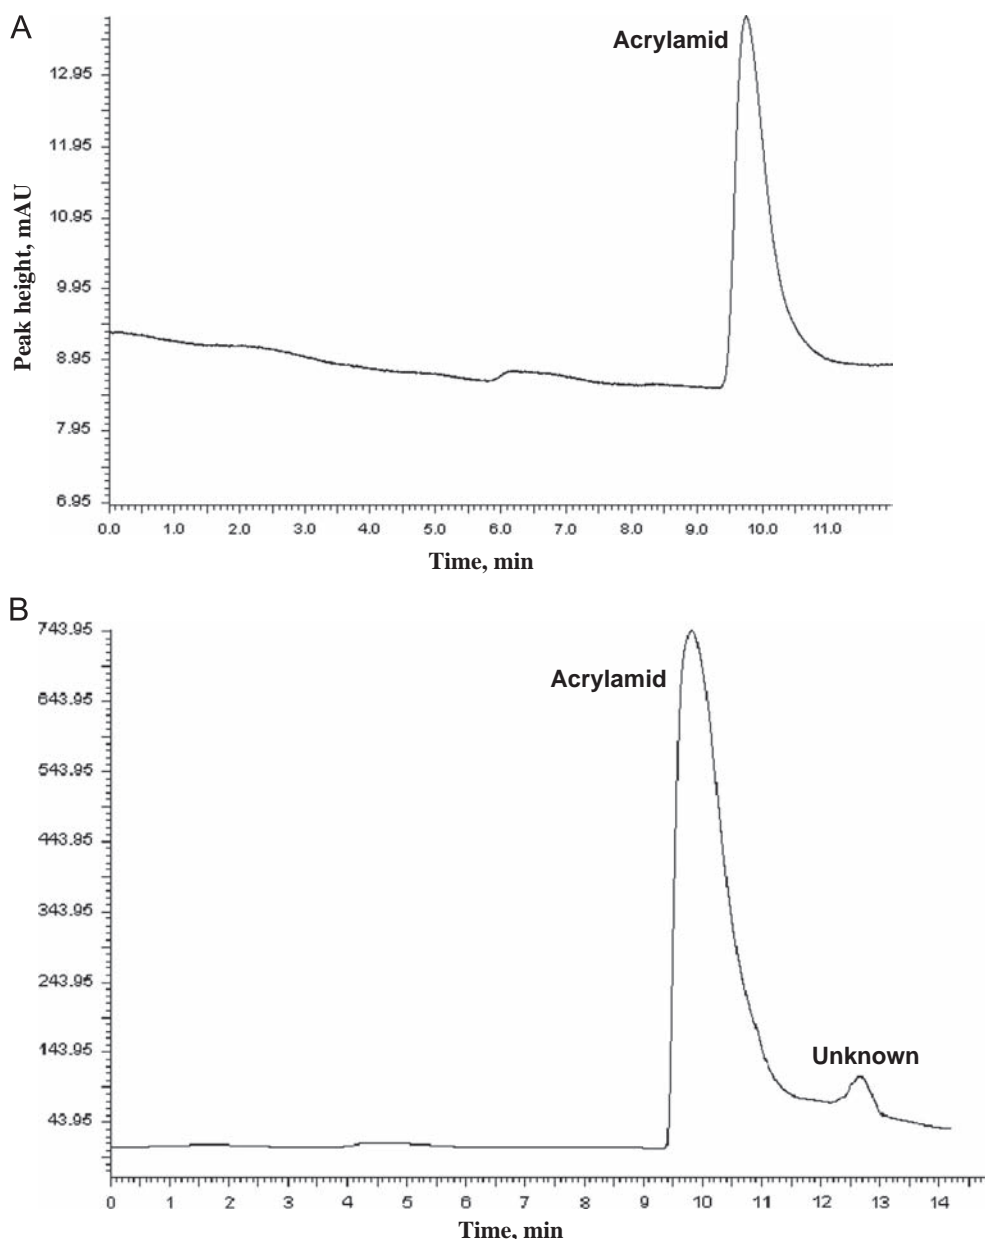 A
Acrylamid
12.95
11.95
10.95
9.95
8.95
7.95
6.95
Peak height, mAU
0.0 1.0 2.0 3.0 4.0 5.0 6.0 7.0 8.0 9.0 10.0 11.0
Time, min
B
743.95
Acrylamid
643.95
543.95
443.95
343.95
243.95
143.95
Unknown
43.95
0 1 2 3 4 5 6 7 8 9 10 11 12 13 14
Time, min